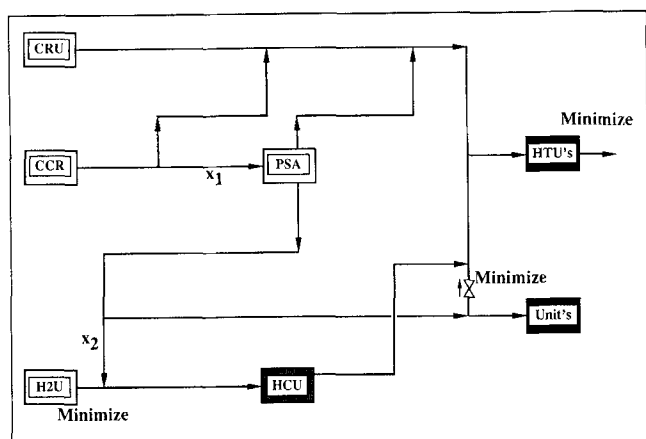 CRU
Minimize
CCR
x1
PSA
HTU's
Minimize
Unit's
x2
H2U
HCU
Minimize